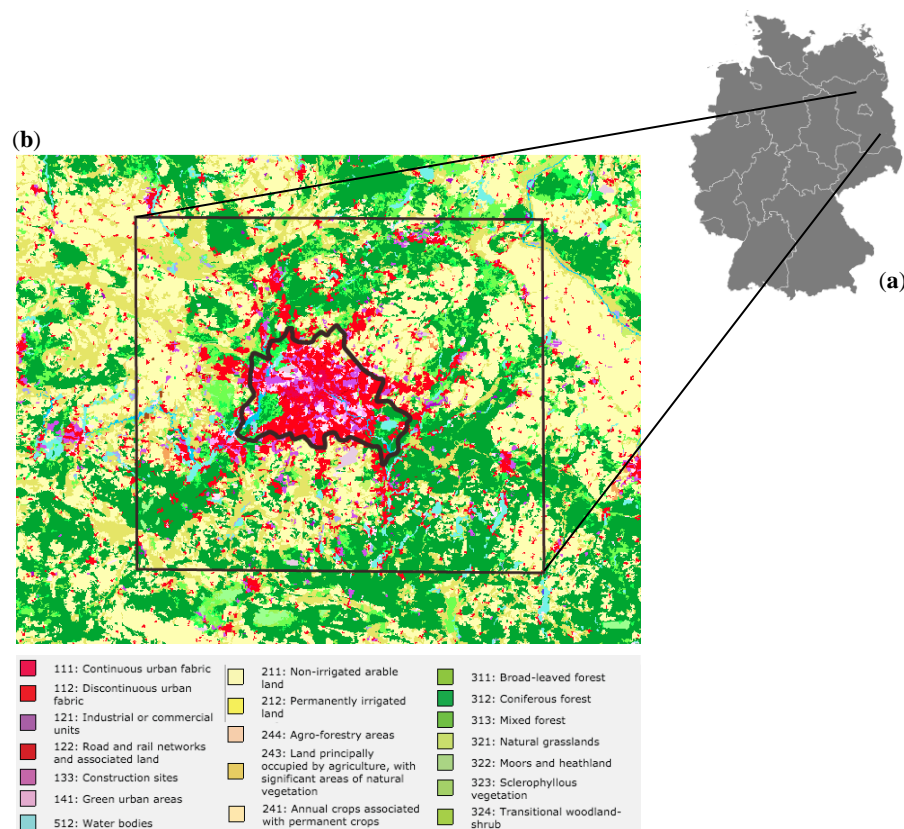 (b)
(a)
111: Continuous urban fabric
112: Discontinuous urban
fabric
121: Industrial or commercial
units
122: Road and rail networks
and associated land
133: Construction sites
141: Green urban areas
512: Water bodies
211: Non-irrigated arable
land
212: Permanently irrigated
land
244: Agro-forestry areas
243: Land principally
occupied by agriculture, with
significant areas of natural
vegetation
241: Annual crops associated
with permanent crops
311: Broad-leaved forest
312: Coniferous forest
313: Mixed forest
321: Natural grasslands
322: Moors and heathland
323: Sclerophyllous
vegetation
324: Transitional woodland-
shrub